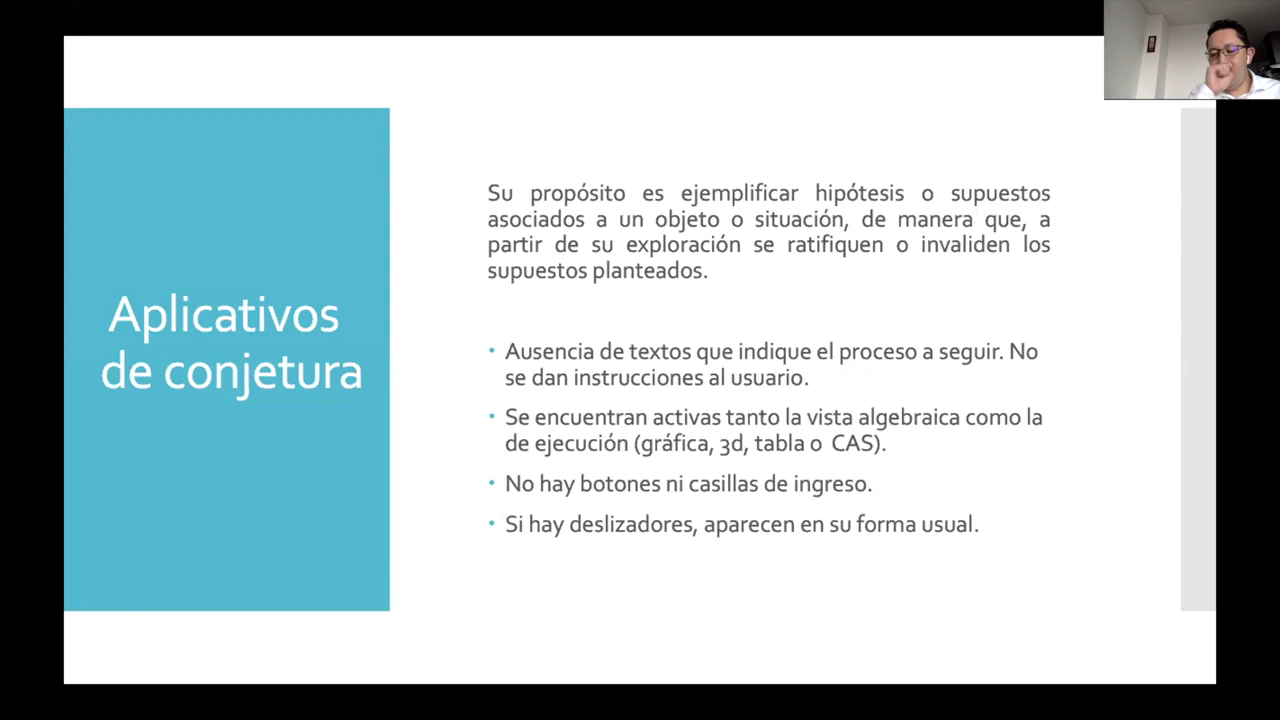 Aplicativos
de conjetura
Su propósito es ejemplificar hipótesis o supuestos
asociados a un objeto o situación, de manera que, a
partir de su exploración se ratifiquen o invaliden los
supuestos planteados.
• Ausencia de textos que indique el proceso a seguir. No
se dan instrucciones al usuario.
• Se encuentran activas tanto la vista algebraica como la
de ejecución (gráfica, 3d, tabla o CAS).
• No hay botones ni casillas de ingreso.
• Si hay deslizadores, aparecen en su forma usual.